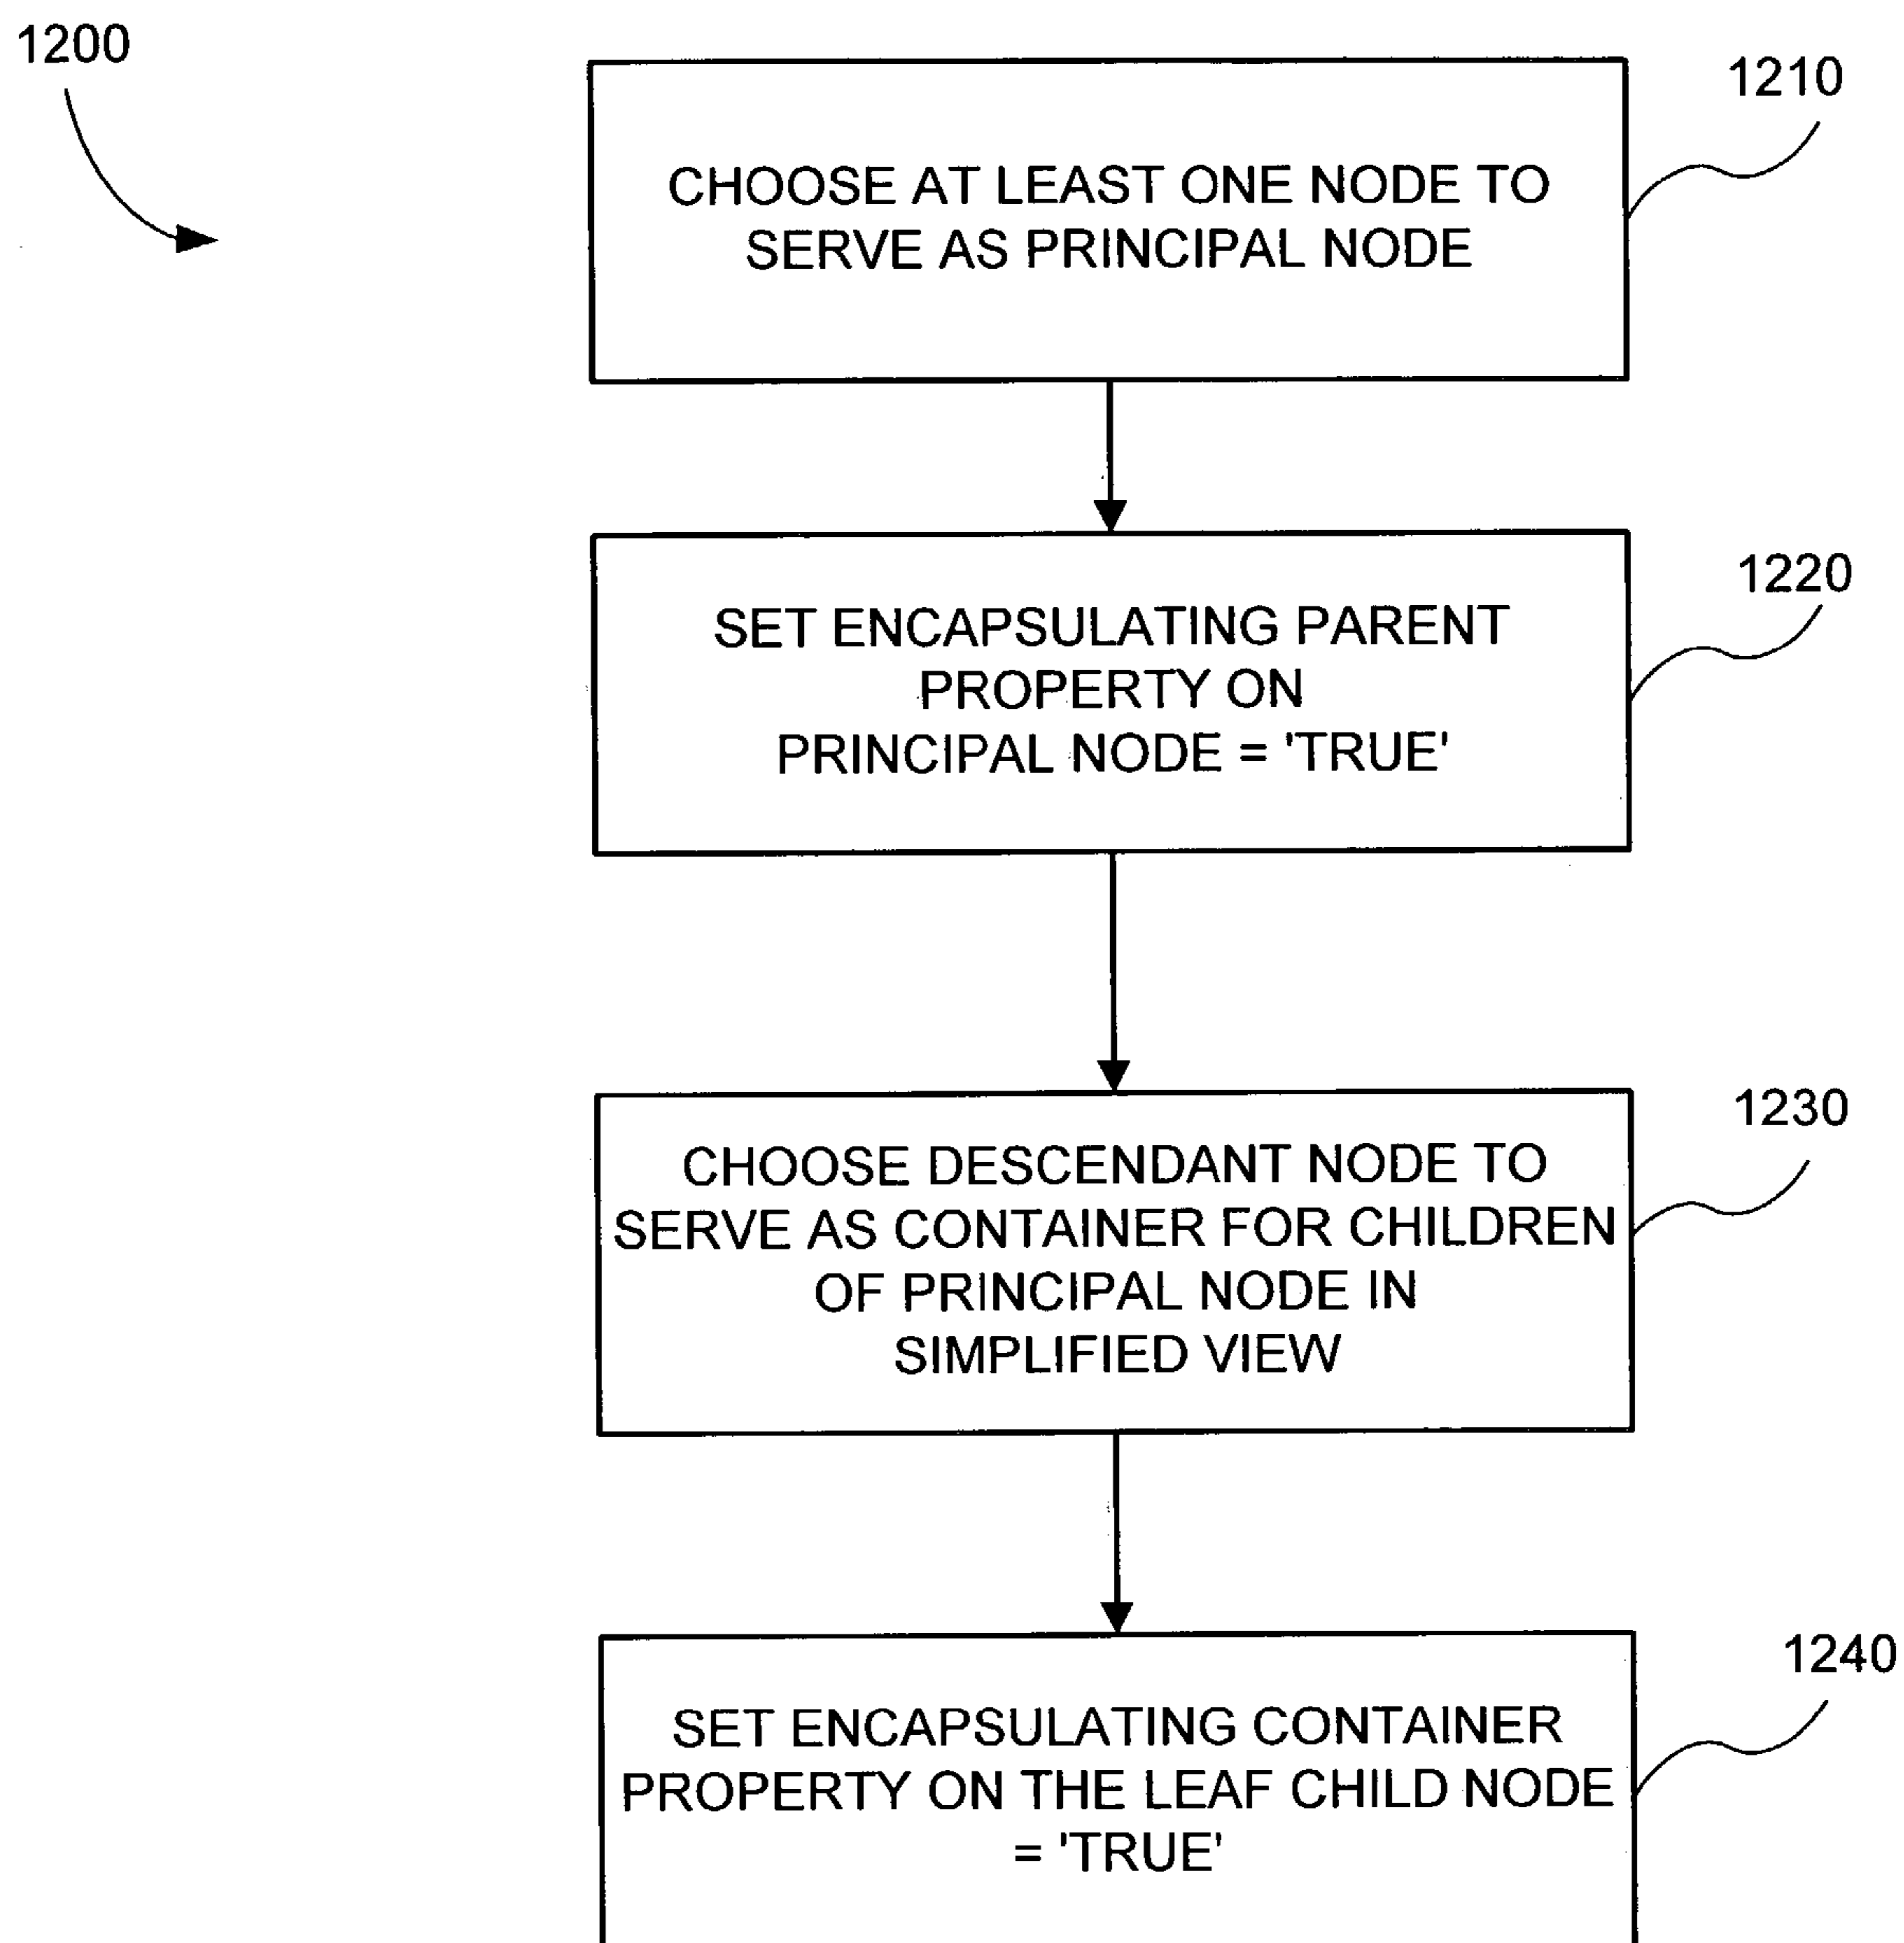 1200
1210
CHOOSE AT LEAST ONE NODE TO
SERVE AS PRINCIPAL NODE
1220
SET ENCAPSULATING PARENT
PROPERTY ON
PRINCIPAL NODE = 'TRUE'
1230
CHOOSE DESCENDANT NODE TO
SERVE AS CONTAINER FOR CHILDREN
OF PRINCIPAL NODE IN
SIMPLIFIED VIEW
1240
SET ENCAPSULATING CONTAINER
PROPERTY ON THE LEAF CHILD NODE
= 'TRUE'